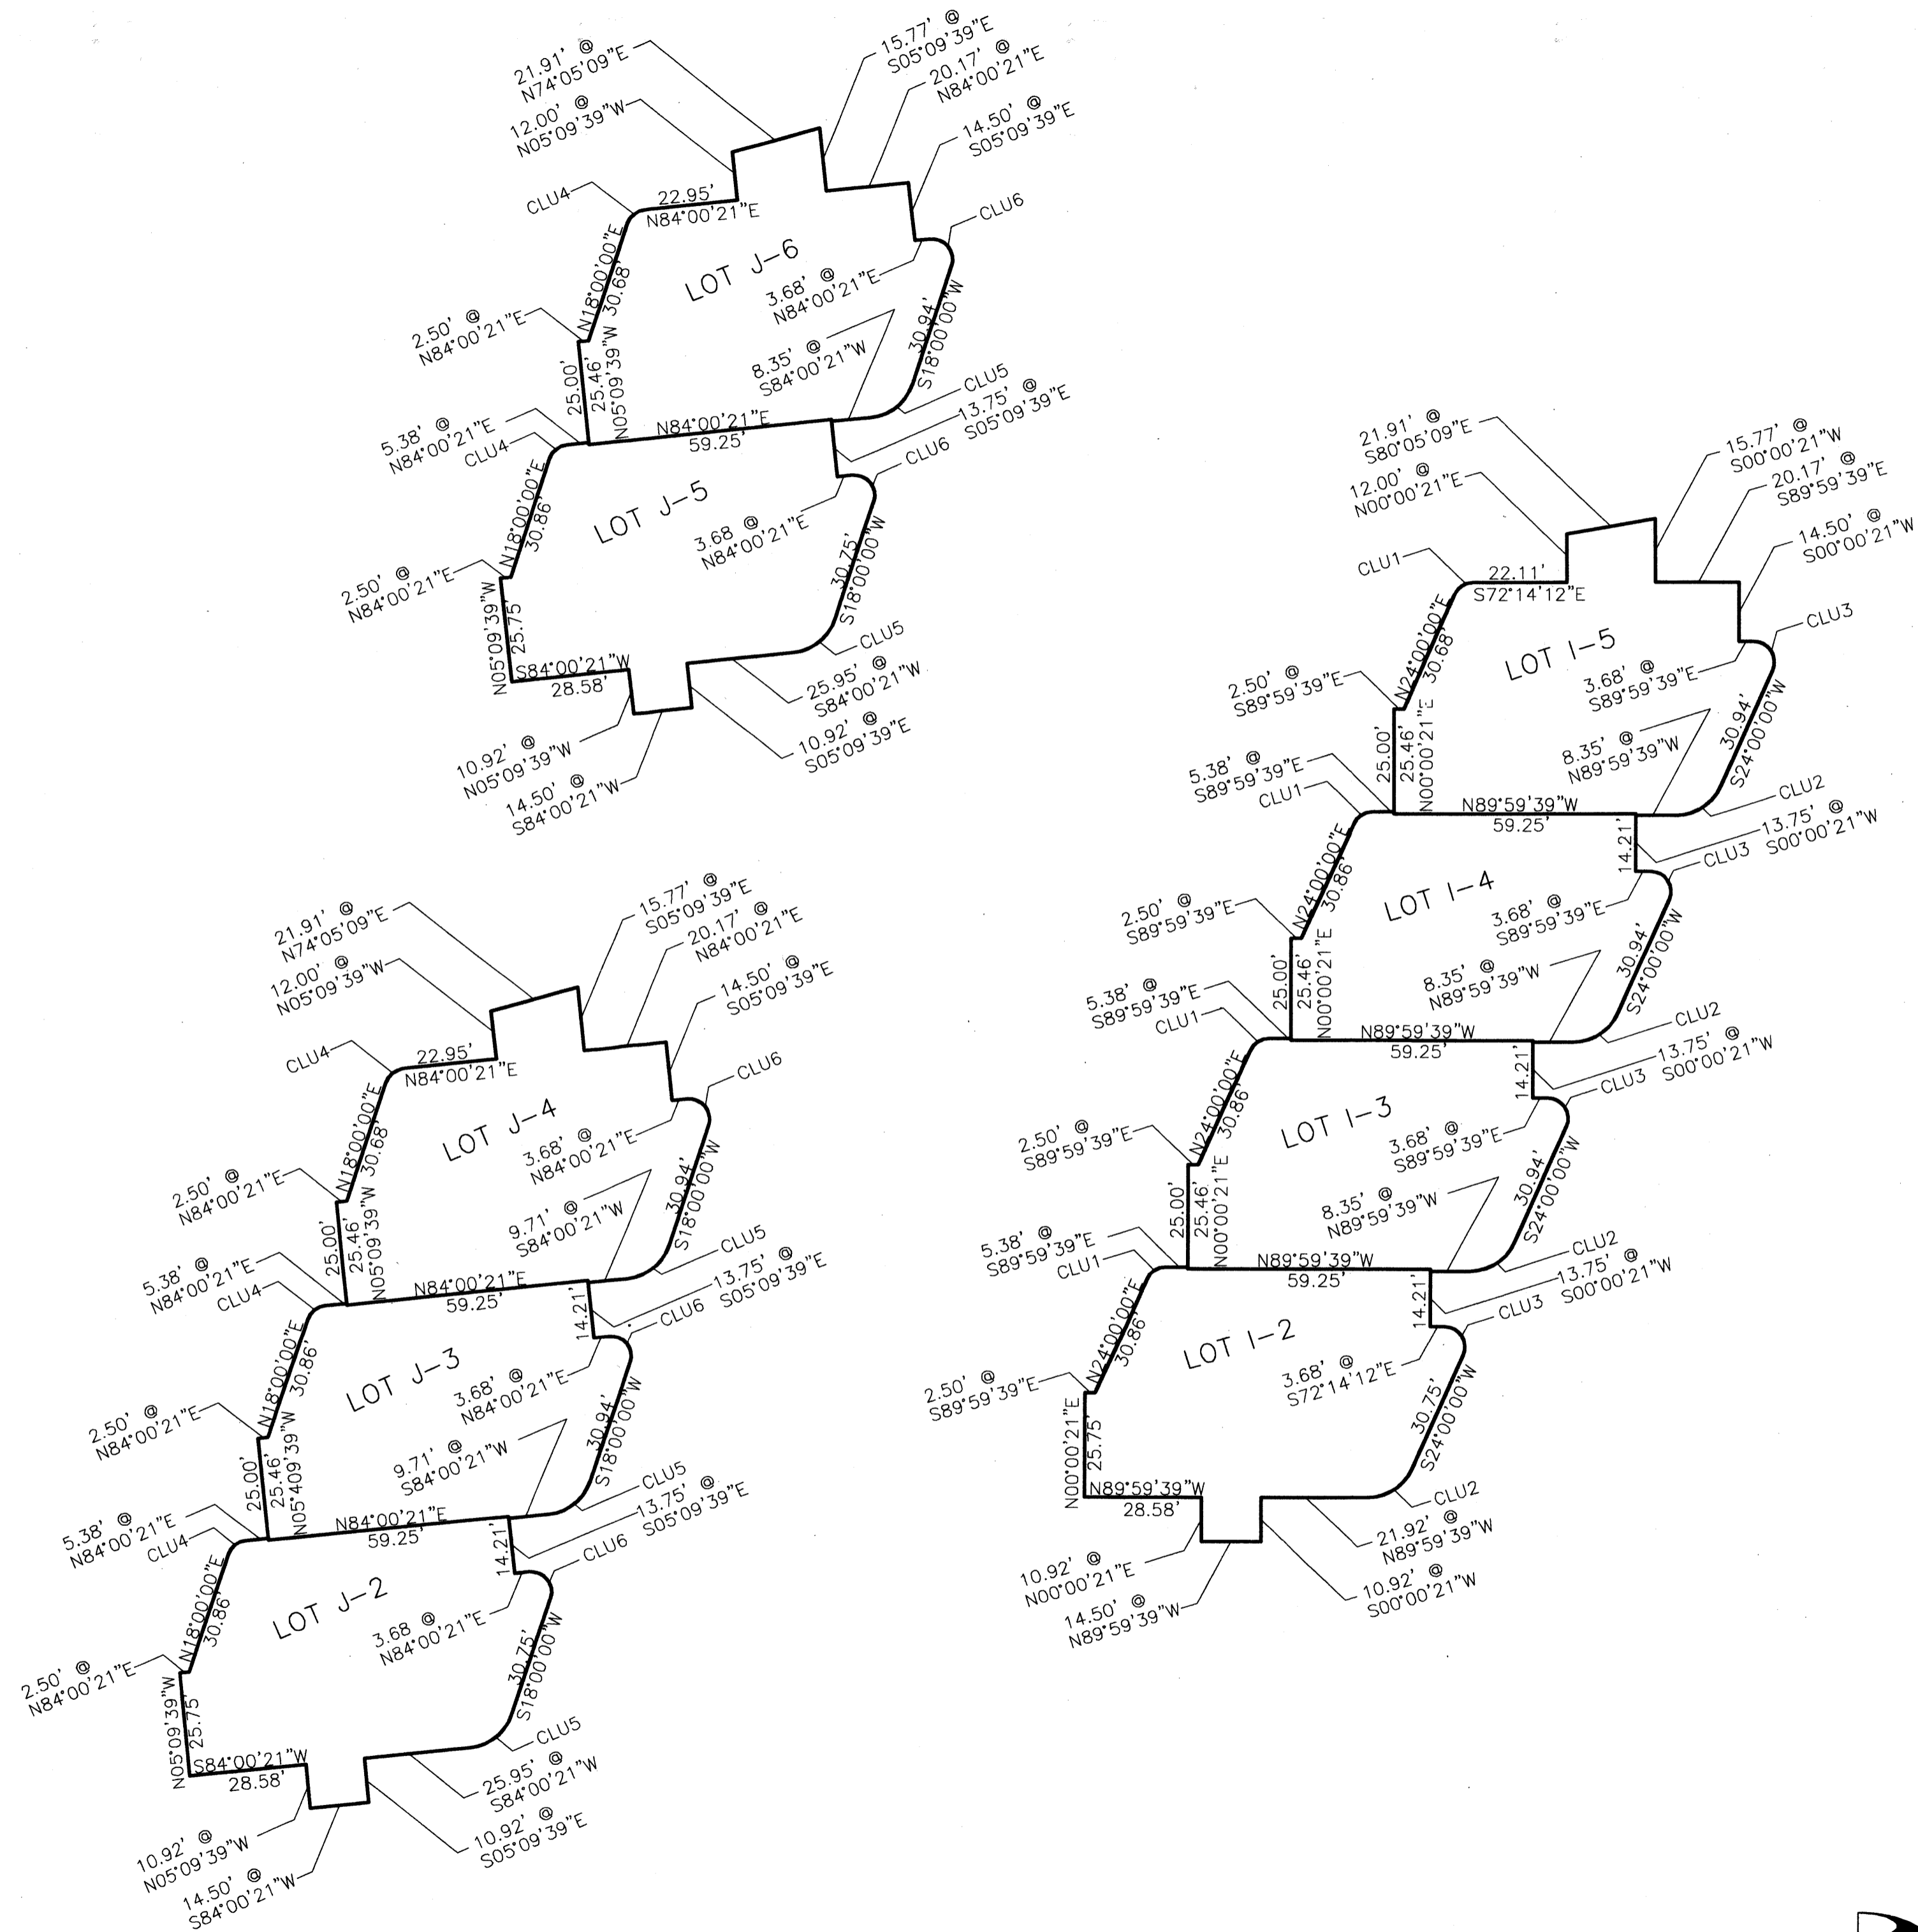 21.91' @
N74°05'09"E
12.00' @
N05°09'39"W
15.77' @
S05°09'39"E
20.17' @
N84°00'21"E
14.50' @
S05°09'39"E
CLU4
22.95'
N84°00'21"E
CLU6
N18°00'00"E
30.68'
LOT J-6
3.68' @
N84°00'21"E
2.50' @
N84°00'21"E
25.00'
25.46'
N05°09'39"W
8.35' @
S84°00'21"W
30.94'
S18°00'00"W
CLU5
13.75' @
S05°09'39"E
5.38' @
N84°00'21"E
CLU4
N84°00'21"E
59.25'
CLU6
N18°00'00"E
30.86'
LOT J-5
3.68 @
N84°00'21"E
2.50' @
N84°00'21"E
N05°09'39"W
25.75'
30.75'
S18°00'00"W
CLU5
S84°00'21"W
28.58'
25.95' @
S84°00'21"W
10.92' @
N05°09'39"W
10.92' @
S05°09'39"E
14.50' @
S84°00'21"W
21.91' @
S80°05'09"E
12.00' @
N00°00'21"E
15.77' @
S00°00'21"W
20.17' @
S89°59'39"E
14.50' @
S00°00'21"W
CLU1
22.11'
S72°14'12"E
CLU3
N24°00'00"E
30.68'
LOT I-5
3.68' @
S89°59'39"E
2.50' @
S89°59'39"E
25.00'
25.46'
N00°00'21"E
8.35' @
N89°59'39"W
30.94'
S24°00'00"W
CLU2
13.75' @
S00°00'21"W
5.38' @
S89°59'39"E
CLU1
N89°59'39"W
59.25'
14.21'
CLU3
N24°00'00"E
30.86'
LOT I-4
3.68' @
S89°59'39"E
2.50' @
S89°59'39"E
25.00'
25.46'
N00°00'21"E
8.35' @
N89°59'39"W
30.94'
S24°00'00"W
CLU2
13.75' @
S00°00'21"W
5.38' @
S89°59'39"E
CLU1
N89°59'39"W
59.25'
14.21'
CLU3
N24°00'00"E
30.86'
LOT I-3
3.68' @
S89°59'39"E
2.50' @
S89°59'39"E
25.00'
25.46'
N00°00'21"E
8.35' @
N89°59'39"W
30.94'
S24°00'00"W
CLU2
13.75' @
S00°00'21"W
5.38' @
S89°59'39"E
CLU1
N89°59'39"W
59.25'
14.21'
CLU3
N24°00'00"E
30.86'
LOT I-2
3.68' @
S72°14'12"E
2.50' @
S89°59'39"E
N00°00'21"E
25.75'
30.75'
S24°00'00"W
CLU2
N89°59'39"W
28.58'
21.92' @
N89°59'39"W
10.92' @
N00°00'21"E
10.92' @
S00°00'21"W
14.50' @
N89°59'39"W
21.91' @
N74°05'09"E
12.00' @
N05°09'39"W
15.77' @
S05°09'39"E
20.17' @
N84°00'21"E
14.50' @
S05°09'39"E
CLU4
22.95'
N84°00'21"E
CLU6
N18°00'00"E
30.68'
LOT J-4
3.68' @
N84°00'21"E
2.50' @
N84°00'21"E
25.00'
25.46'
N05°09'39"W
9.71' @
S84°00'21"W
30.94'
S18°00'00"W
CLU5
13.75' @
S05°09'39"E
5.38' @
N84°00'21"E
CLU4
N84°00'21"E
59.25'
14.21'
CLU6
N18°00'00"E
30.86'
LOT J-3
3.68' @
N84°00'21"E
2.50' @
N84°00'21"E
25.00'
25.46'
N05°409'39"W
9.71' @
S84°00'21"W
30.94'
S18°00'00"W
CLU5
13.75' @
S05°09'39"E
5.38' @
N84°00'21"E
CLU4
N84°00'21"E
59.25'
14.21'
CLU6
N18°00'00"E
30.86'
LOT J-2
3.68 @
N84°00'21"E
2.50' @
N84°00'21"E
N05°09'39"W
25.75'
30.75'
S18°00'00"W
CLU5
S84°00'21"W
28.58'
25.95' @
S84°00'21"W
10.92' @
N05°09'39"W
10.92' @
S05°09'39"E
14.50' @
S84°00'21"W